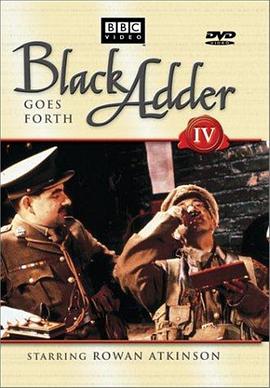 BBC
VIDEO
DVD
VIDEO
Black Adder
GOES
FORTH
IV
STARRING ROWAN ATKINSON